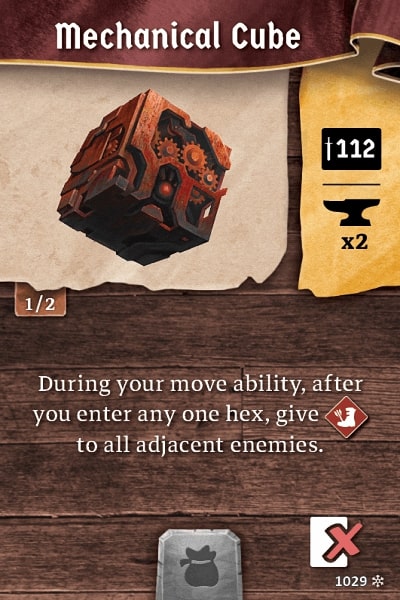 Mechanical Cube
112
x2
1/2
During your move ability, after
you enter any one hex, give
to all adjacent enemies.
1029